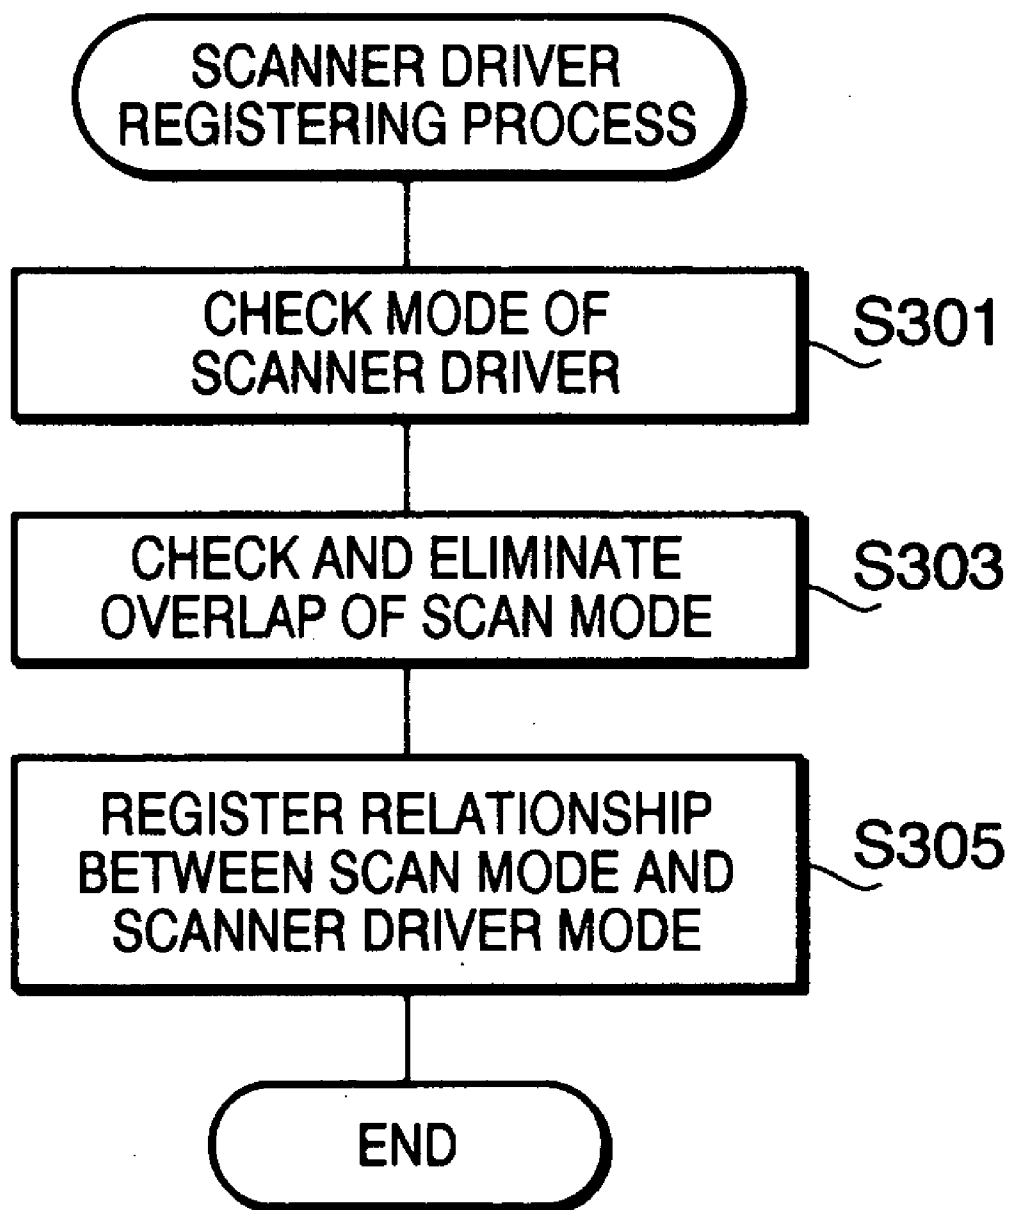 SCANNER DRIVER
REGISTERING PROCESS
CHECK MODE OF
SCANNER DRIVER
S301
CHECK AND ELIMINATE
OVERLAP OF SCAN MODE
S303
REGISTER RELATIONSHIP
BETWEEN SCAN MODE AND
SCANNER DRIVER MODE
S305
END